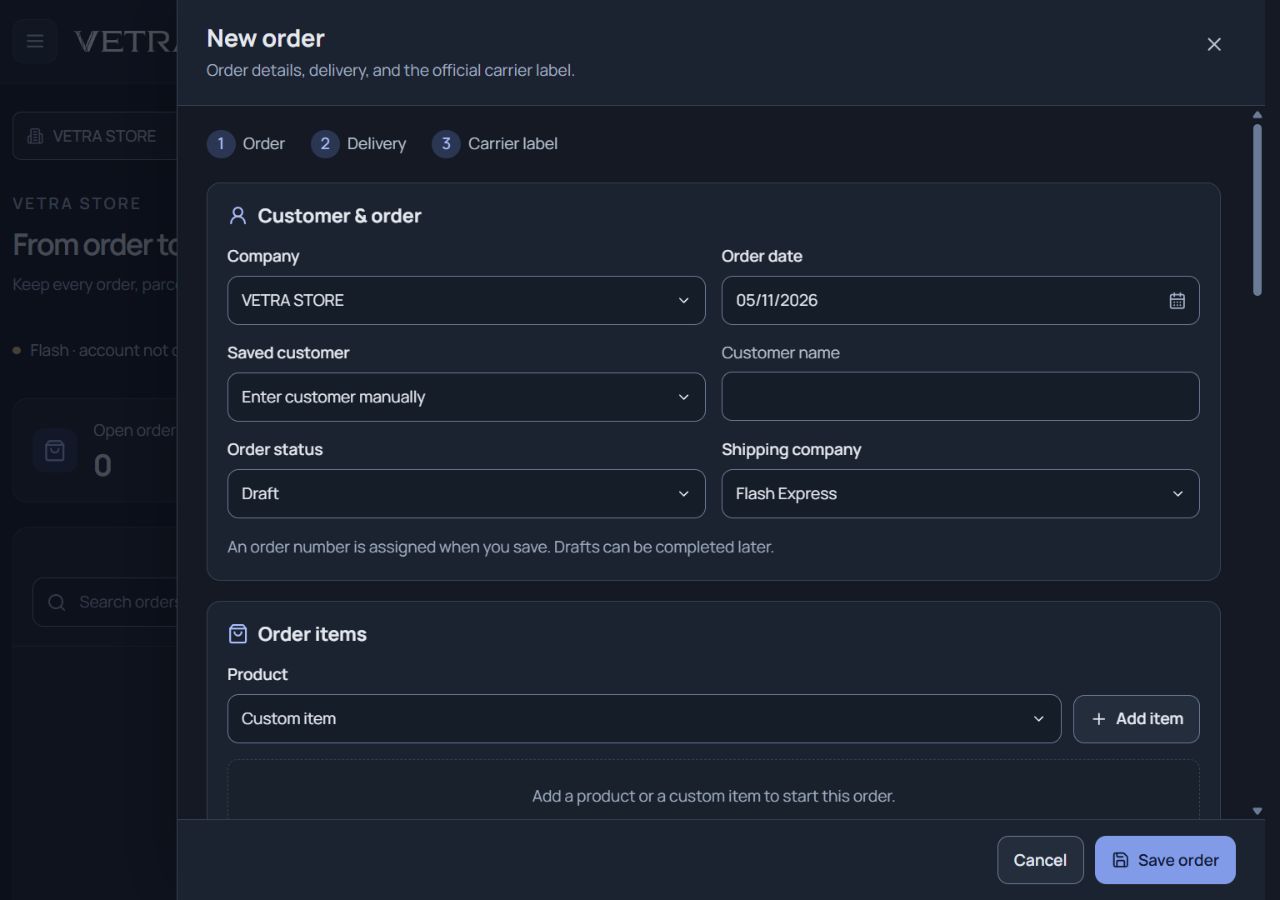 VETRA
New order
Order details, delivery, and the official carrier label.
1 Order 2 Delivery 3 Carrier label
VETRA STORE
VETRA STORE
From order to
Keep every order, parce
Flash · account not c
Open order
0
Search orders
Customer & order
Company
VETRA STORE
Order date
05/11/2026
Saved customer
Enter customer manually
Customer name
Order status
Draft
Shipping company
Flash Express
An order number is assigned when you save. Drafts can be completed later.
Order items
Product
Custom item
Add item
Add a product or a custom item to start this order.
Cancel
Save order